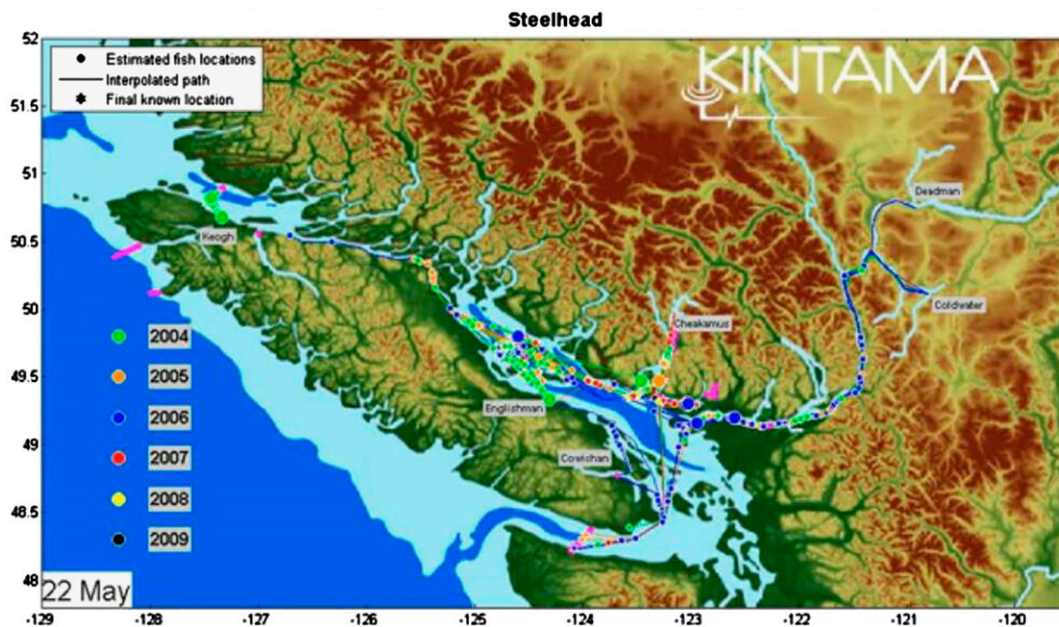 Steelhead
52
51.5
51
50.5
50
49.5
49
48.5
48
Estimated fish locations
Interpolated path
Final known location
KINTAMA
Deadman
Keogh
Coldwater
Cheakamus
Englishman
Cowichan
2004
2005
2006
2007
2008
2009
22 May
-129 -128 -127 -126 -125 -124 -123 -122 -121 -120